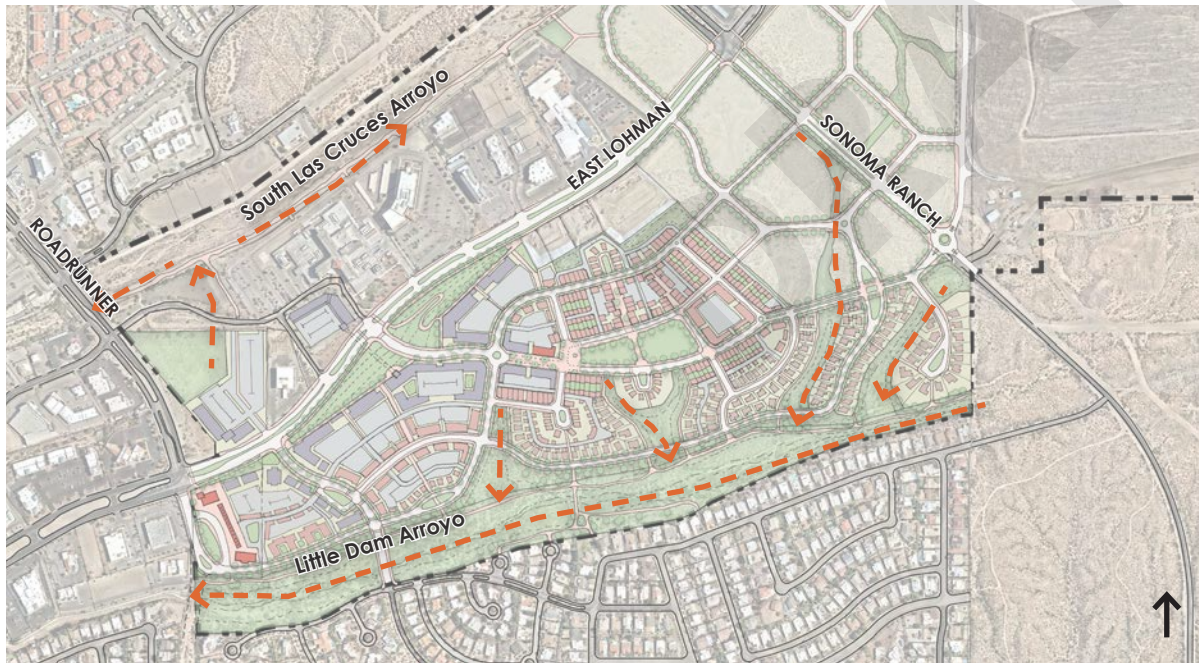 South Las Cruces Arroyo
EAST LOHMAN
SONOMA RANCH
ROADRUNNER
Little Dam Arroyo